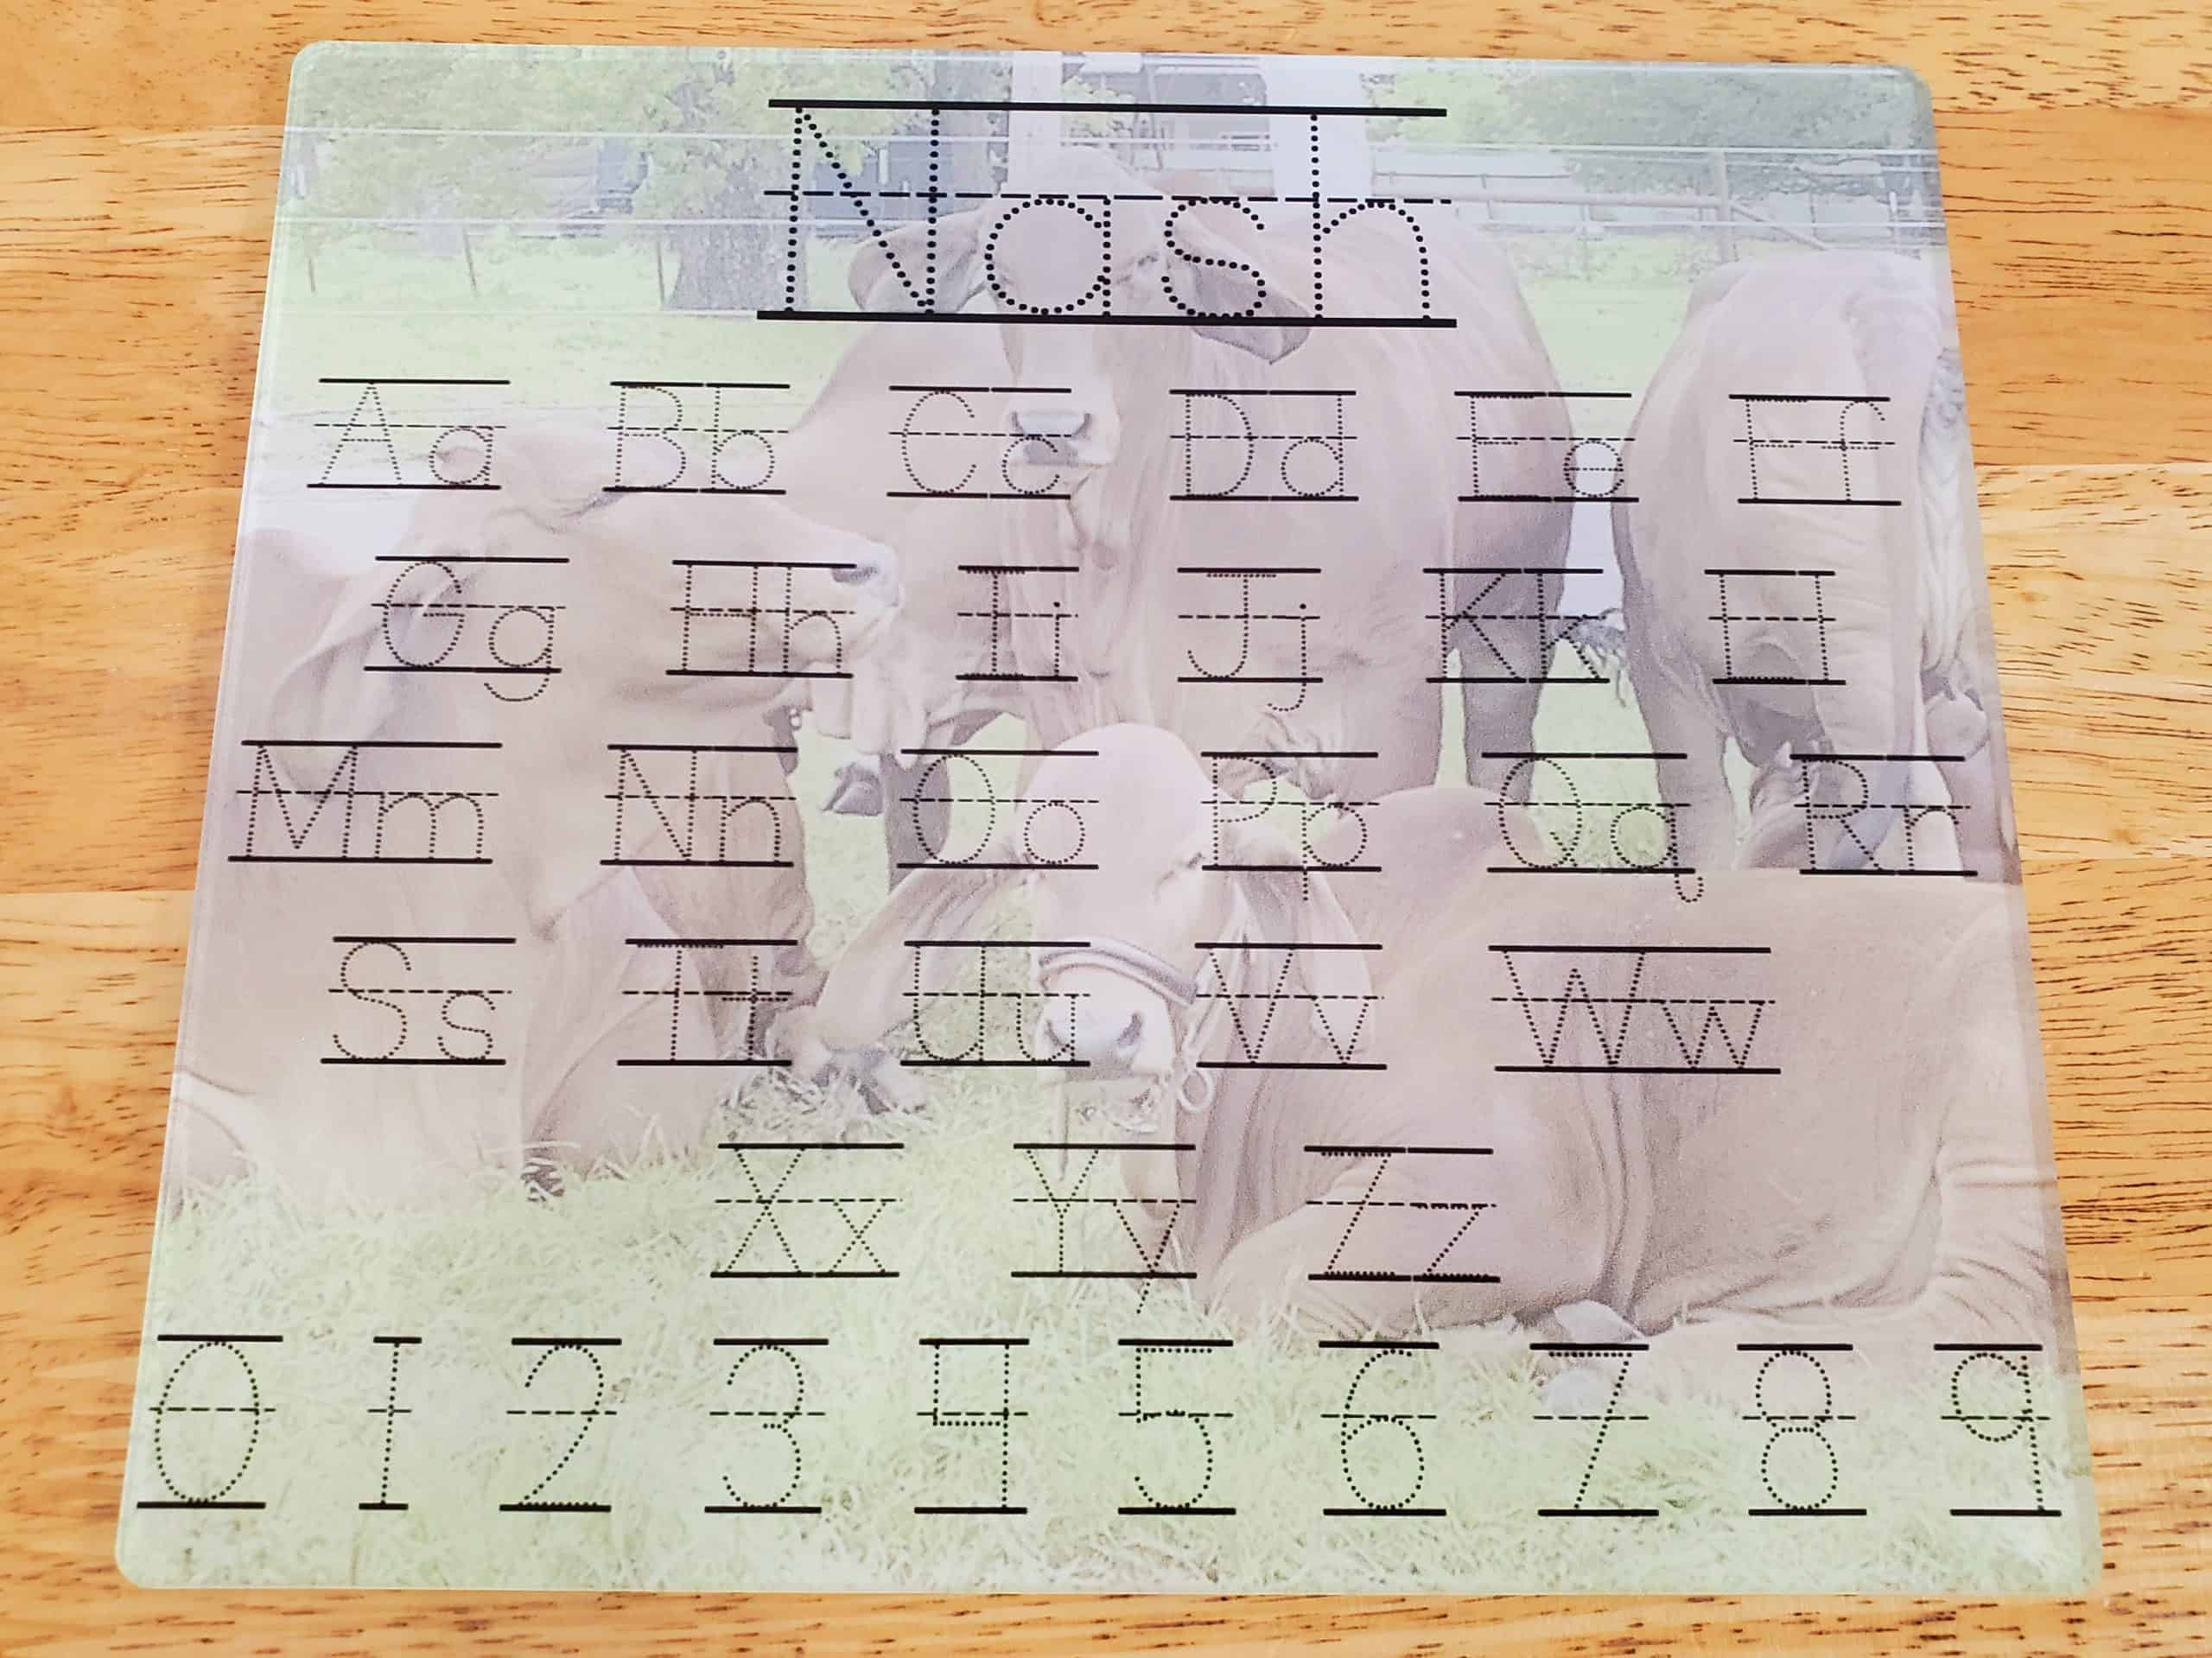 Nash
Aa Bb Cc Dd Ee Ff
Gg Hh Ii Jj Kk Ll
Mm Nn Oo Pp Qq Rr
Ss Tt Uu Vv Ww
Xx Yy Zz
0 1 2 3 4 5 6 7 8 9